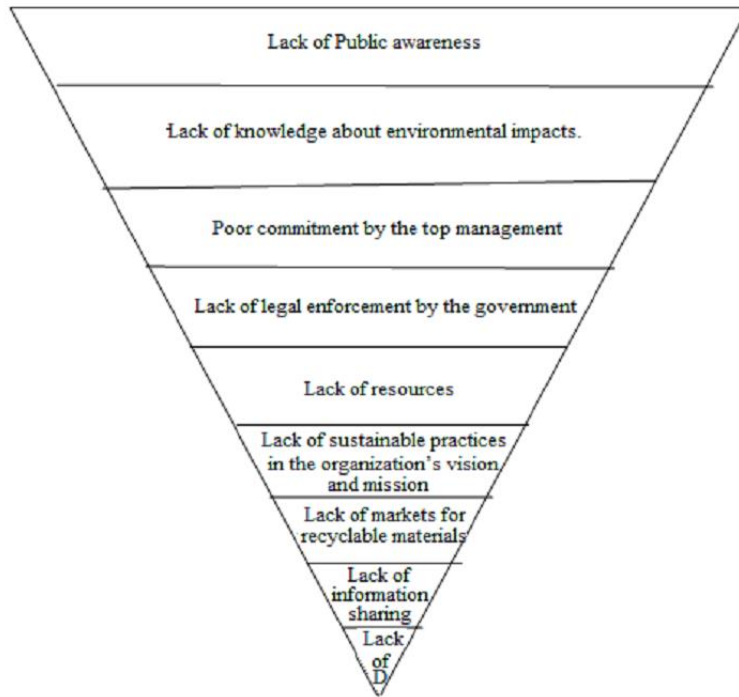 Lack of Public awareness
Lack of knowledge about environmental impacts.
Poor commitment by the top management
Lack of legal enforcement by the government
Lack of resources
Lack of sustainable practices
in the organization's vision
and mission
Lack of markets for
recyclable materials
Lack of
information
sharing
Lack
of
D